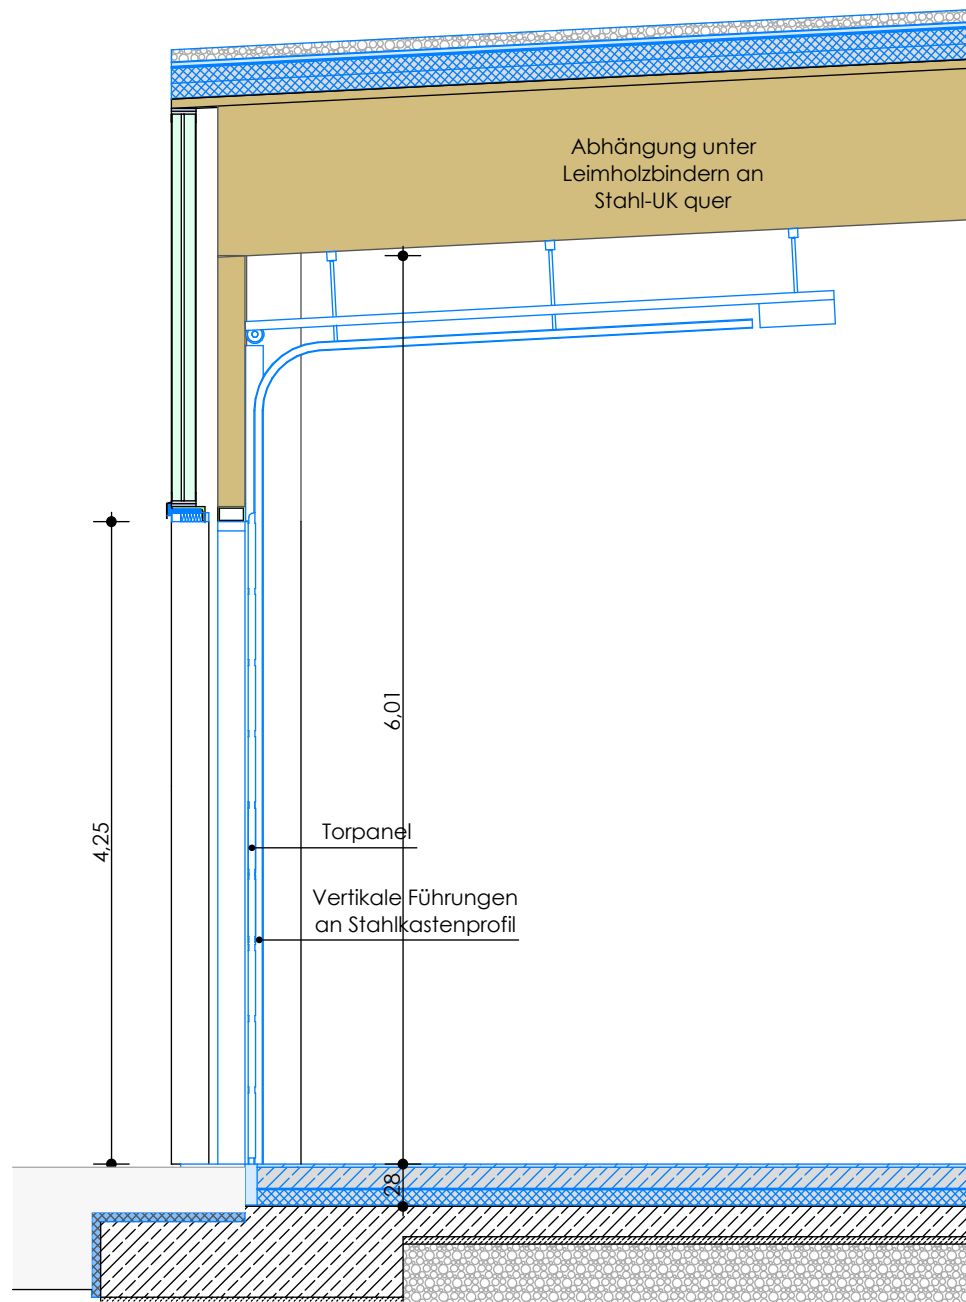 Abhängung unter
Leimholzbindern an
Stahl-UK quer
6,01
4,25
Torpanel
Vertikale Führungen
an Stahlkastenprofil
28